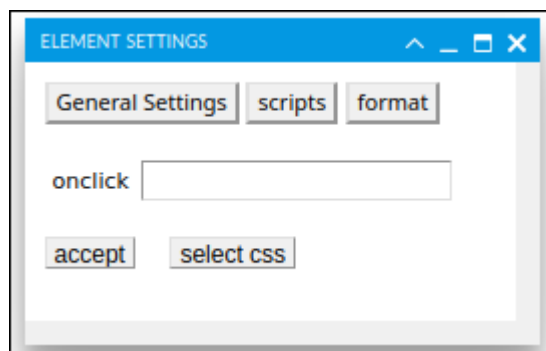 ELEMENT SETTINGS
General Settings scripts format
onclick
accept select css